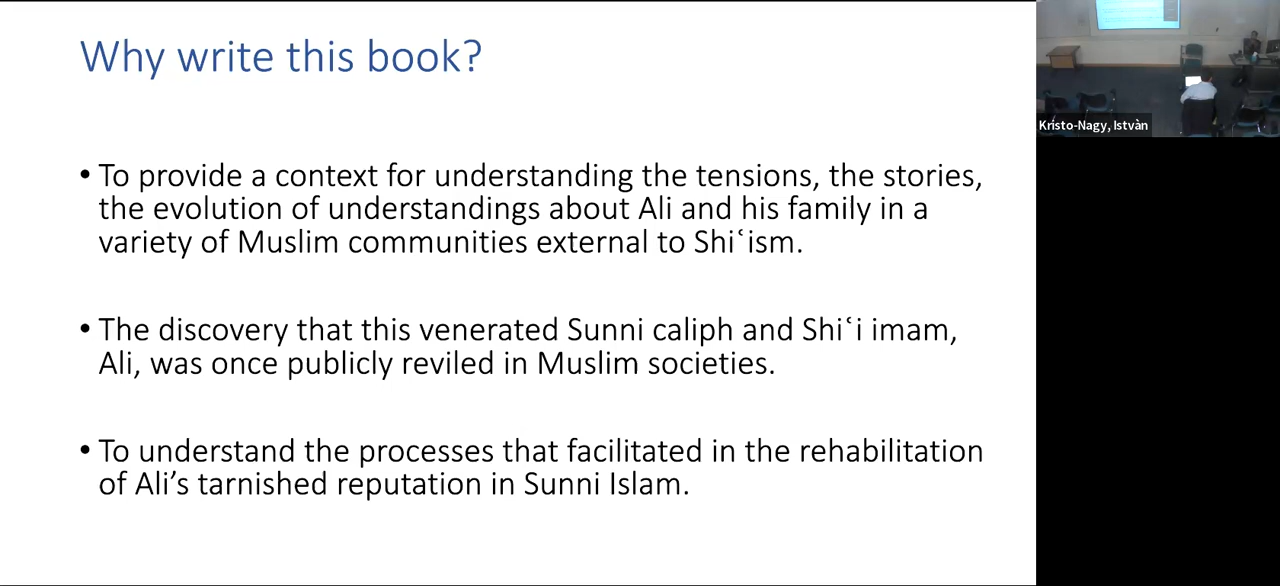 Why write this book?
• To provide a context for understanding the tensions, the stories,
the evolution of understandings about Ali and his family in a
variety of Muslim communities external to Shiʿism.
• The discovery that this venerated Sunni caliph and Shiʿi imam,
Ali, was once publicly reviled in Muslim societies.
• To understand the processes that facilitated in the rehabilitation
of Ali’s tarnished reputation in Sunni Islam.
Kristo-Nagy, Istvàn